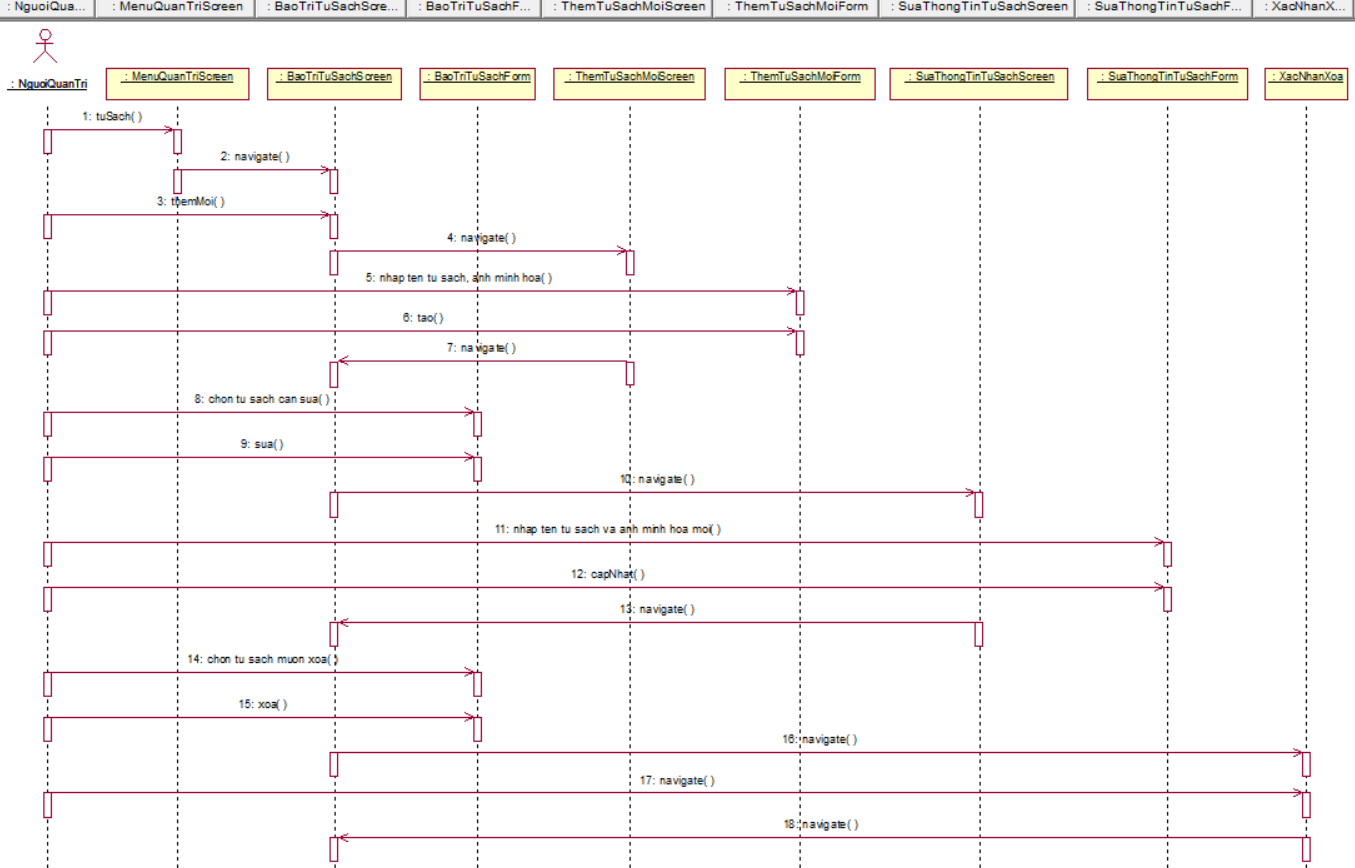 : NguoiQua...
: MenuQuanTriScreen
: BaoTriTuSachScre...
: BaoTriTuSachF...
: ThemTuSachMoiScreen
: ThemTuSachMoiForm
: SuaThongTinTuSachScreen
: SuaThongTinTuSachF...
: XacNhanX...
: NguoiQuanTri
: MenuQuanTriScreen
: BaoTriTuSachScreen
: BaoTriTuSachForm
: ThemTuSachMoiScreen
: ThemTuSachMoiForm
: SuaThongTinTuSachScreen
: SuaThongTinTuSachForm
: XacNhanXoa
1: tuSach( )
2: navigate( )
3: themMoi( )
4: navigate( )
5: nhap ten tu sach, anh minh hoa( )
6: tao( )
7: navigate( )
8: chon tu sach can sua( )
9: sua( )
10: navigate( )
11: nhap ten tu sach va anh minh hoa moi( )
12: capNhat( )
13: navigate( )
14: chon tu sach muon xoa( )
15: xoa( )
16: navigate( )
17: navigate( )
18: navigate( )